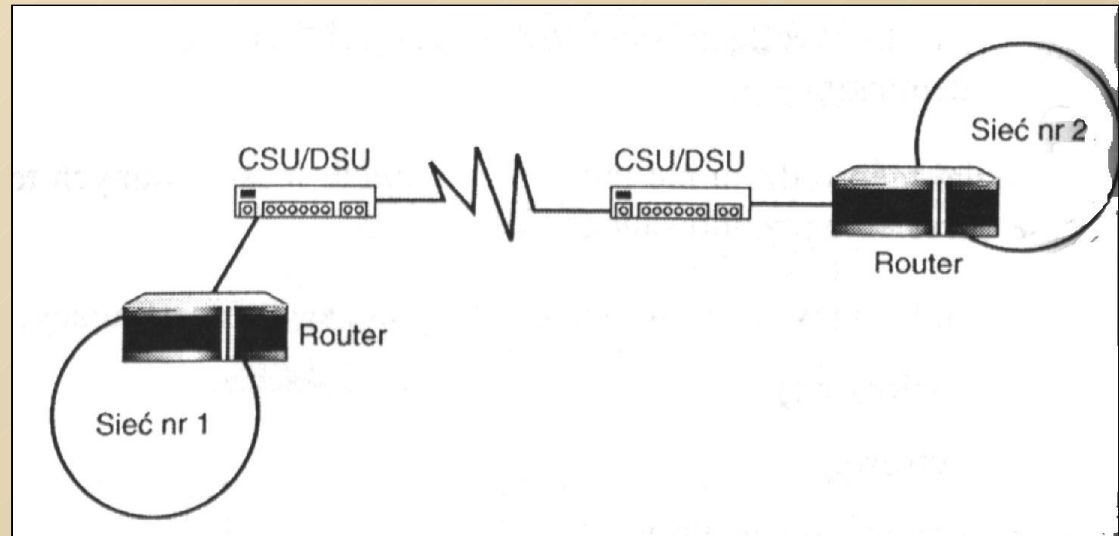 CSU/DSU
CSU/DSU
Sieć nr 2
Router
Router
Sieć nr 1